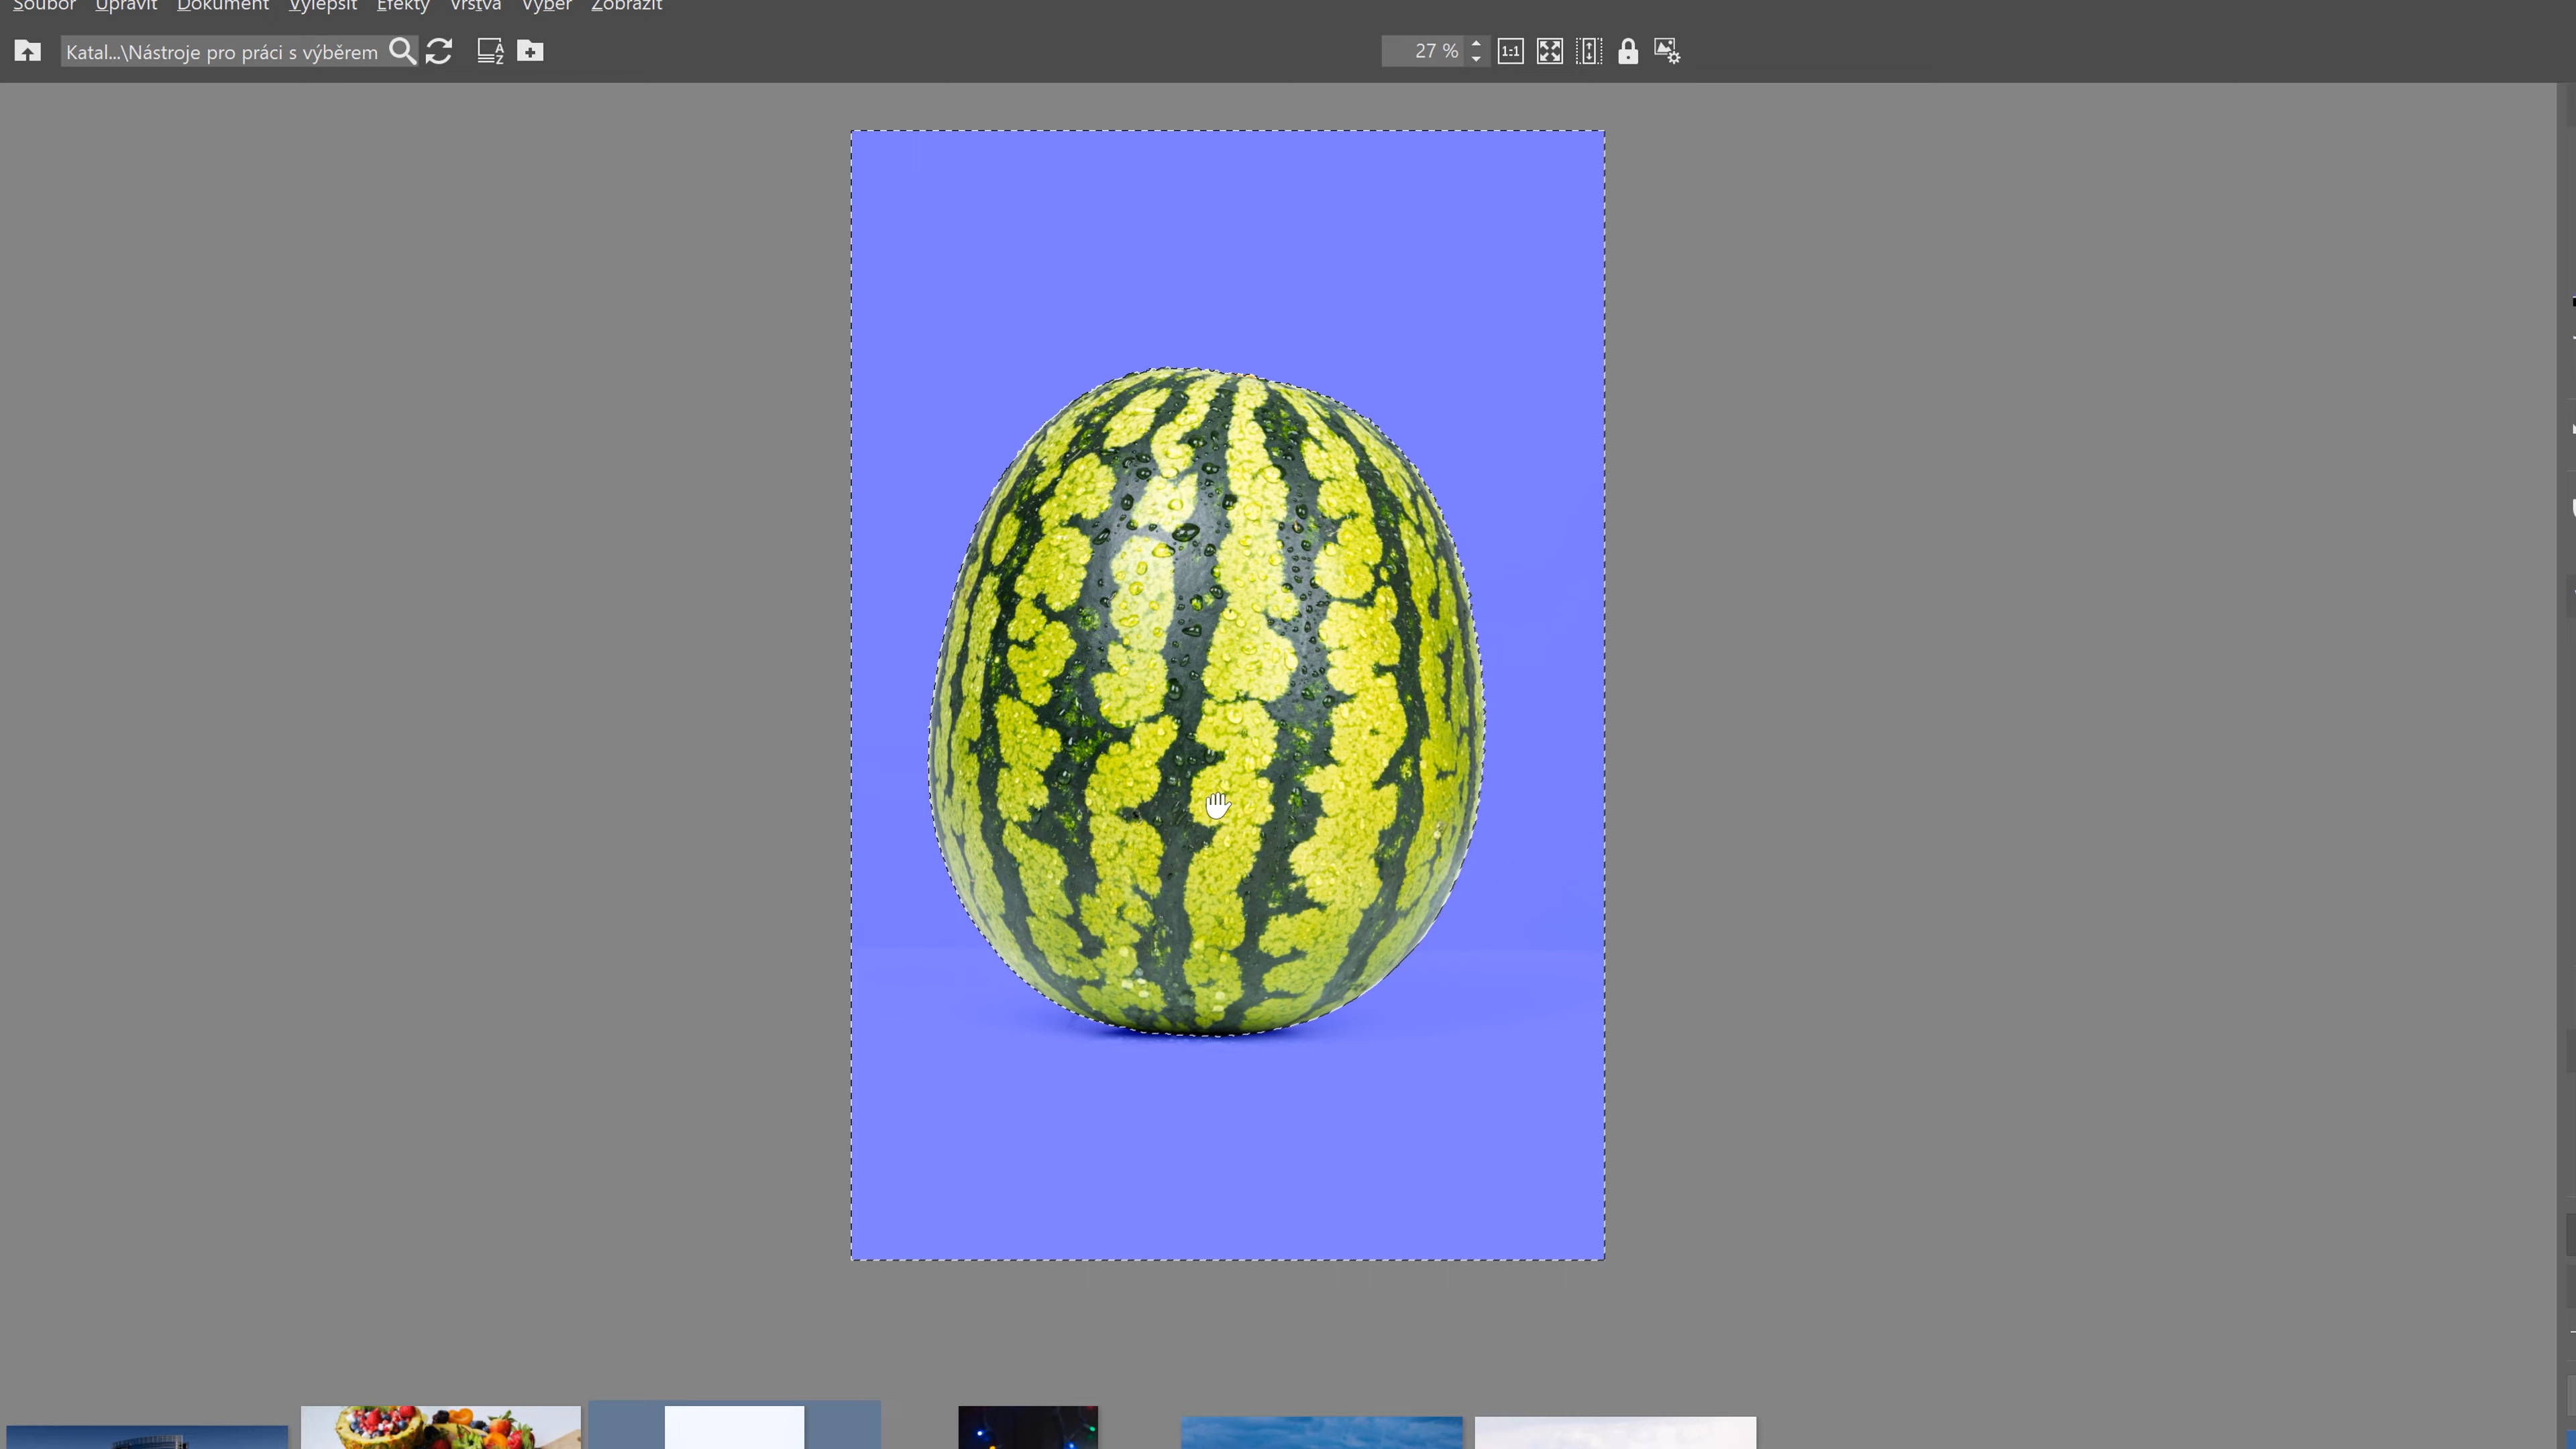 Soubor Upravit Dokument Vylepšit Efekty Vrstva Výběr Zobrazit
Katal...\Nástroje pro práci s výběrem
27 %
1:1
A
Z